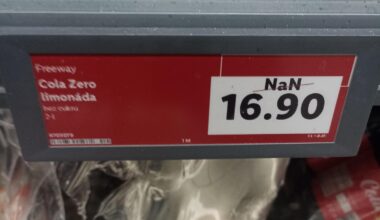 Freeway
Cola Zero
limonáda
bez cukru
2 l
NaN
16.90